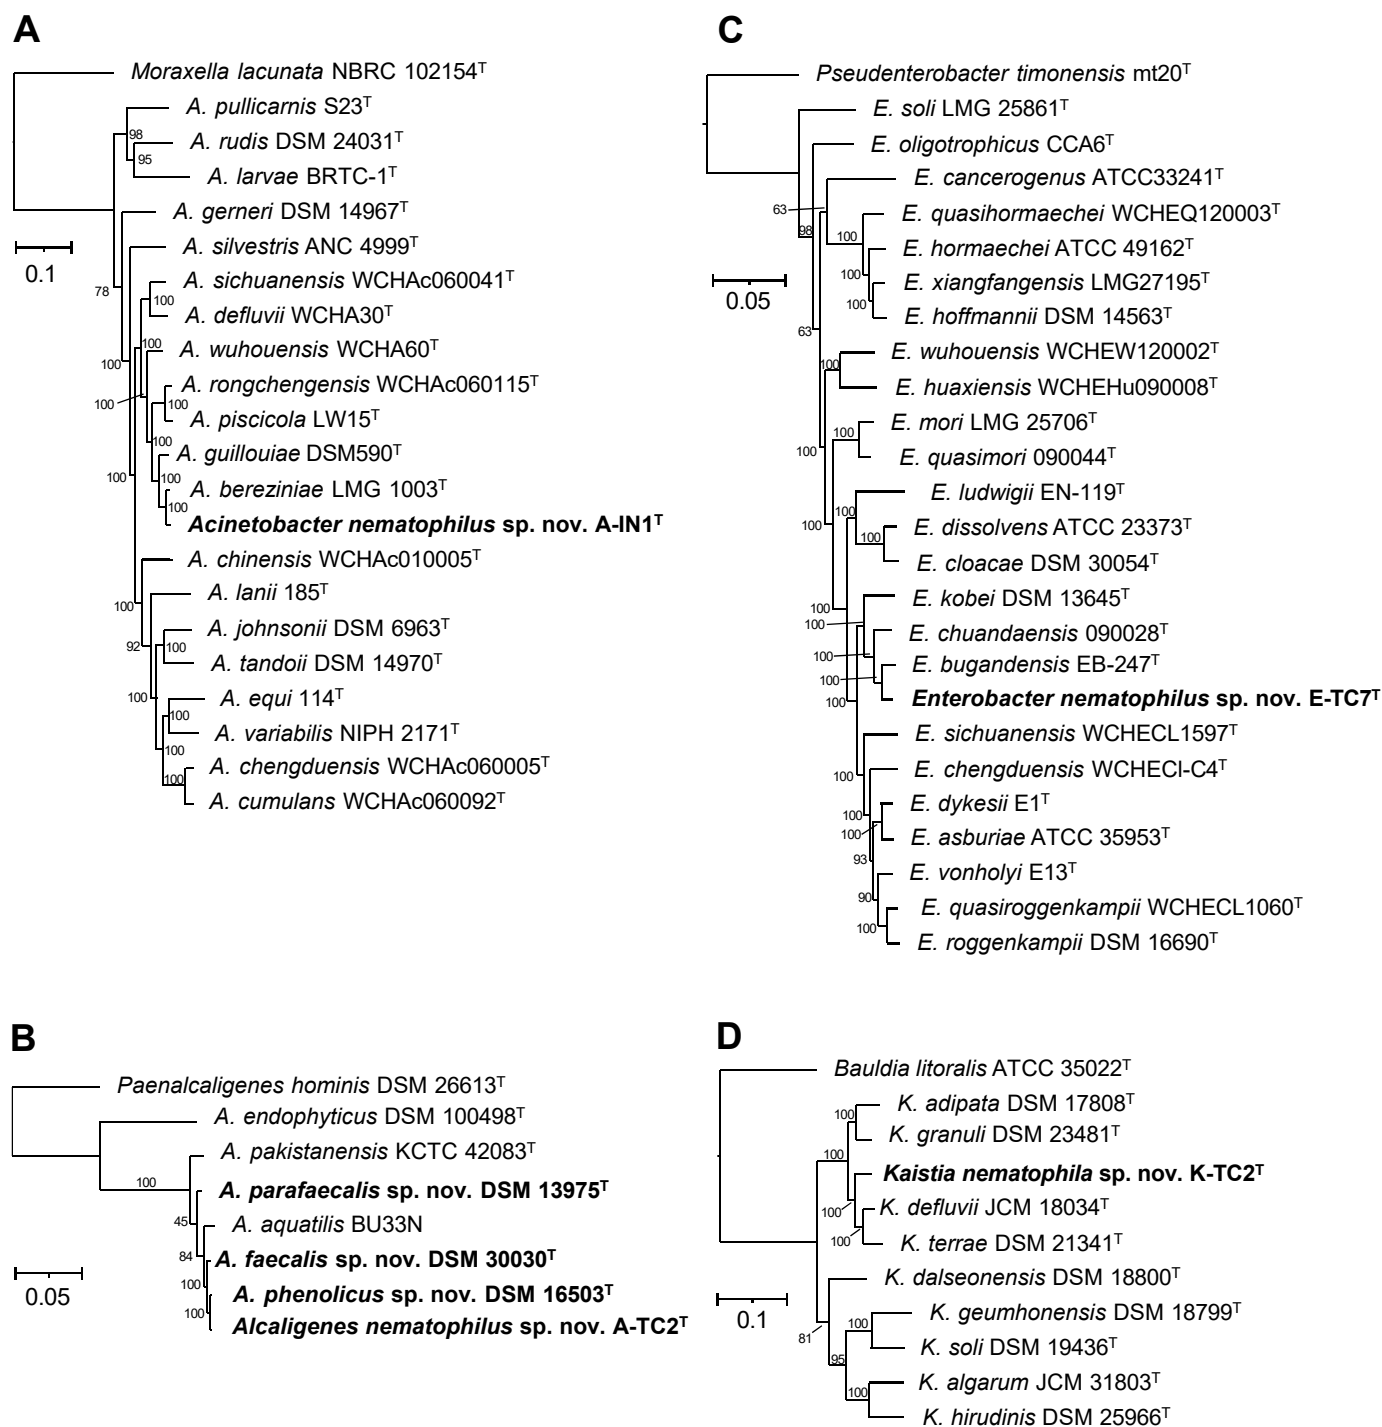 A
Moraxella lacunata NBRC 102154ᵀ
A. pullicarnis S23ᵀ
98
A. rudis DSM 24031ᵀ
95
A. larvae BRTC-1ᵀ
A. gerneri DSM 14967ᵀ
A. silvestris ANC 4999ᵀ
0.1
A. sichuanensis WCHAc060041ᵀ
78
100
A. defluvii WCHA30ᵀ
100
A. wuhouensis WCHA60ᵀ
100
A. rongchengensis WCHAc060115ᵀ
100
100
A. piscicola LW15ᵀ
100
A. guillouiae DSM590ᵀ
100
100
A. bereziniae LMG 1003ᵀ
100
Acinetobacter nematophilus sp. nov. A-IN1ᵀ
A. chinensis WCHAc010005ᵀ
A. lanii 185ᵀ
100
A. johnsonii DSM 6963ᵀ
92
100
A. tandoii DSM 14970ᵀ
100
A. equi 114ᵀ
100
A. variabilis NIPH 2171ᵀ
100
A. chengduensis WCHAc060005ᵀ
100
A. cumulans WCHAc060092ᵀ
B
Paenalcaligenes hominis DSM 26613ᵀ
A. endophyticus DSM 100498ᵀ
A. pakistanensis KCTC 42083ᵀ
100
A. parafaecalis sp. nov. DSM 13975ᵀ
45
A. aquatilis BU33N
84
A. faecalis sp. nov. DSM 30030ᵀ
0.05
100
A. phenolicus sp. nov. DSM 16503ᵀ
100
Alcaligenes nematophilus sp. nov. A-TC2ᵀ
C
Pseudenterobacter timonensis mt20ᵀ
E. soli LMG 25861ᵀ
E. oligotrophicus CCA6ᵀ
E. cancerogenus ATCC33241ᵀ
63
E. quasihormaechei WCHEQ120003ᵀ
98
100
E. hormaechei ATCC 49162ᵀ
100
E. xiangfangensis LMG27195ᵀ
0.05
100
E. hoffmannii DSM 14563ᵀ
63
E. wuhouensis WCHEW120002ᵀ
100
E. huaxiensis WCHEHu090008ᵀ
E. mori LMG 25706ᵀ
100
100
E. quasimori 090044ᵀ
E. ludwigii EN-119ᵀ
100
100
E. dissolvens ATCC 23373ᵀ
100
E. cloacae DSM 30054ᵀ
E. kobei DSM 13645ᵀ
100
100
E. chuandaensis 090028ᵀ
100
E. bugandensis EB-247ᵀ
100
100
Enterobacter nematophilus sp. nov. E-TC7ᵀ
E. sichuanensis WCHECL1597ᵀ
100
E. chengduensis WCHECl-C4ᵀ
E. dykesii E1ᵀ
100
100
E. asburiae ATCC 35953ᵀ
93
E. vonholyi E13ᵀ
90
E. quasiroggenkampii WCHECL1060ᵀ
100
E. roggenkampii DSM 16690ᵀ
D
Bauldia litoralis ATCC 35022ᵀ
K. adipata DSM 17808ᵀ
100
K. granuli DSM 23481ᵀ
100
Kaistia nematophila sp. nov. K-TC2ᵀ
100
K. defluvii JCM 18034ᵀ
100
K. terrae DSM 21341ᵀ
K. dalseonensis DSM 18800ᵀ
0.1
K. geumhonensis DSM 18799ᵀ
81
100
K. soli DSM 19436ᵀ
95
K. algarum JCM 31803ᵀ
100
K. hirudinis DSM 25966ᵀ